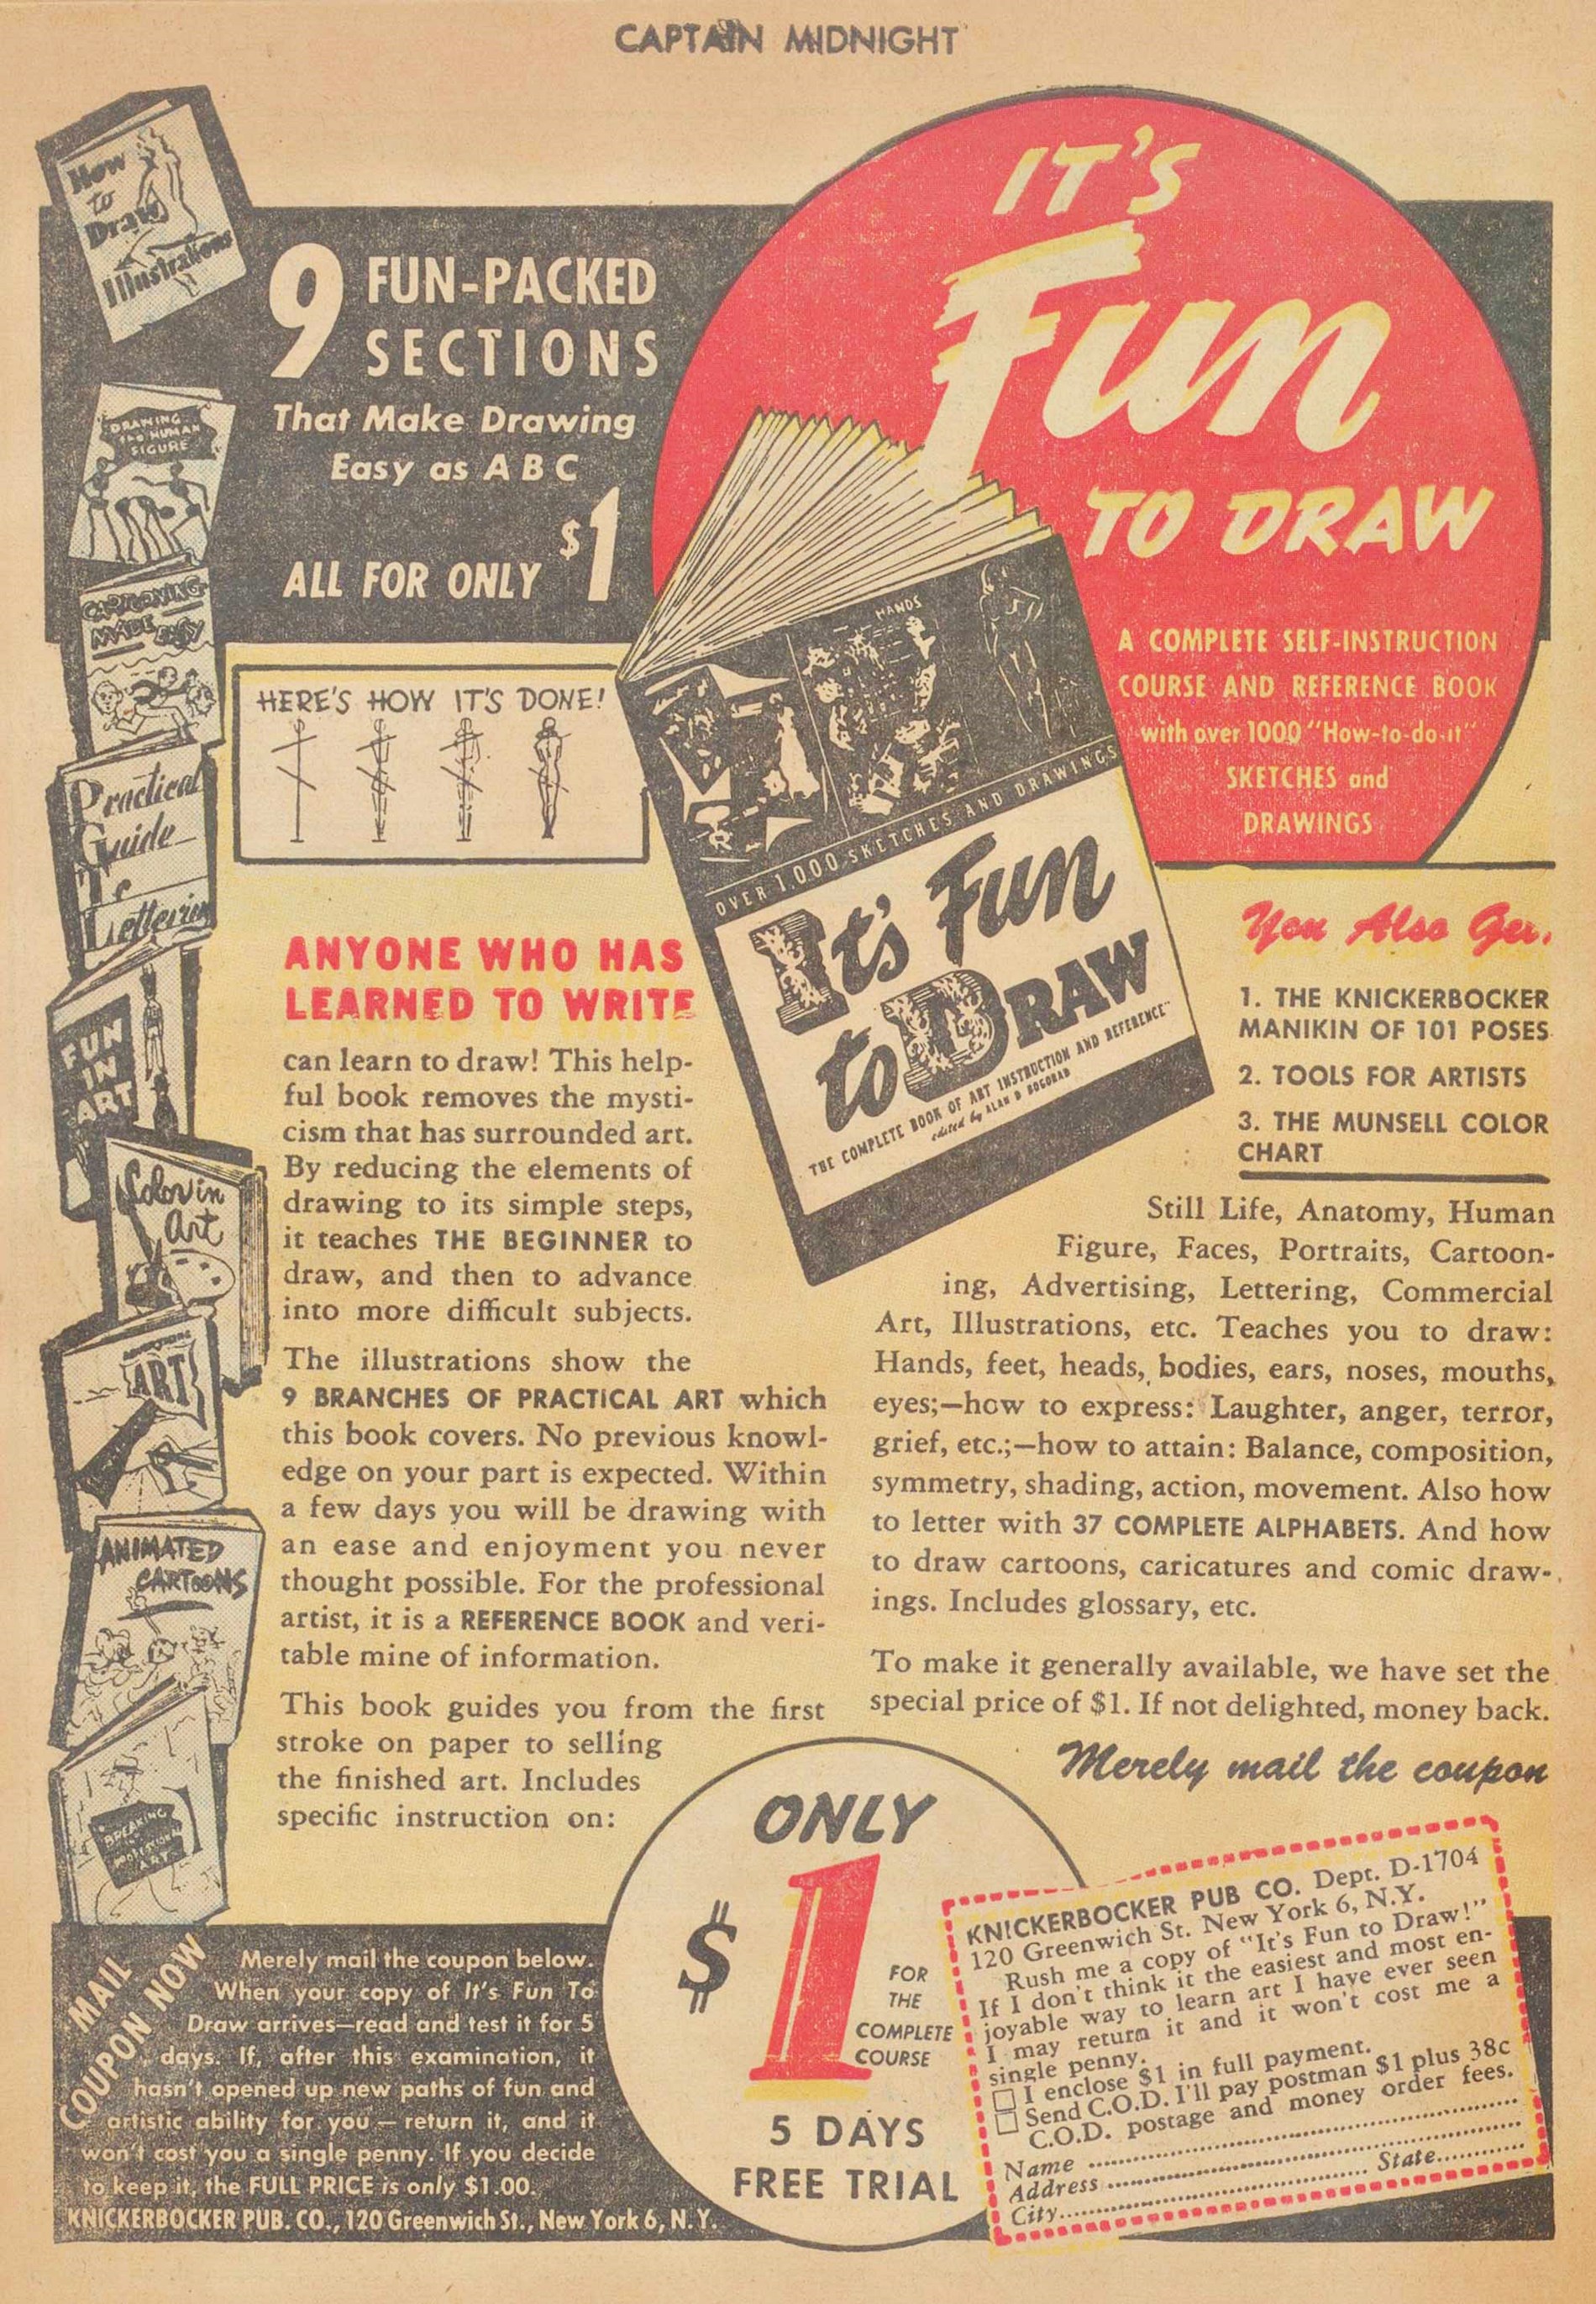 CAPTAIN MIDNIGHT
How
to
Draw
Illustrations
DRAWING
THE HUMAN
FIGURE
CARTOONING
MADE EASY
Practical
Guide
To
Lettering
FUN
IN
ART
Color in
Art
ART
ANIMATED
CARTOONS
BREAKING
INTO
PROFESSIONAL
ART
9 FUN-PACKED
SECTIONS
That Make Drawing
Easy as A B C
ALL FOR ONLY $1
IT'S
Fun
TO DRAW
A COMPLETE SELF-INSTRUCTION
COURSE AND REFERENCE BOOK
with over 1000 "How-to-do-it"
SKETCHES and
DRAWINGS
HERE'S HOW IT'S DONE!
HANDS
OVER 1,000 SKETCHES AND DRAWINGS
It's Fun
to DRAW
THE COMPLETE BOOK OF ART INSTRUCTION AND REFERENCE"
edited by ALAN D BOGORAD
ANYONE WHO HAS
LEARNED TO WRITE
can learn to draw! This help-
ful book removes the mysti-
cism that has surrounded art.
By reducing the elements of
drawing to its simple steps,
it teaches THE BEGINNER to
draw, and then to advance
into more difficult subjects.
The illustrations show the
9 BRANCHES OF PRACTICAL ART which
this book covers. No previous knowl-
edge on your part is expected. Within
a few days you will be drawing with
an ease and enjoyment you never
thought possible. For the professional
artist, it is a REFERENCE BOOK and veri-
table mine of information.
This book guides you from the first
stroke on paper to selling
the finished art. Includes
specific instruction on:
You Also Get.
1. THE KNICKERBOCKER
MANIKIN OF 101 POSES
2. TOOLS FOR ARTISTS
3. THE MUNSELL COLOR
CHART
Still Life, Anatomy, Human
Figure, Faces, Portraits, Cartoon-
ing, Advertising, Lettering, Commercial
Art, Illustrations, etc. Teaches you to draw:
Hands, feet, heads, bodies, ears, noses, mouths,
eyes;—how to express: Laughter, anger, terror,
grief, etc.;—how to attain: Balance, composition,
symmetry, shading, action, movement. Also how
to letter with 37 COMPLETE ALPHABETS. And how
to draw cartoons, caricatures and comic draw-
ings. Includes glossary, etc.
To make it generally available, we have set the
special price of $1. If not delighted, money back.
Merely mail the coupon
MAIL
COUPON NOW
Merely mail the coupon below.
When your copy of It's Fun To
Draw arrives—read and test it for 5
days. If, after this examination, it
hasn't opened up new paths of fun and
artistic ability for you — return it, and it
won't cost you a single penny. If you decide
to keep it, the FULL PRICE is only $1.00.
KNICKERBOCKER PUB. CO., 120 Greenwich St., New York 6, N. Y.
ONLY
$1
FOR
THE
COMPLETE
COURSE
5 DAYS
FREE TRIAL
KNICKERBOCKER PUB CO. Dept. D-1704
120 Greenwich St. New York 6, N.Y.
Rush me a copy of "It's Fun to Draw!"
If I don't think it the easiest and most en-
joyable way to learn art I have ever seen
I may return it and it won't cost me a
single penny.
☐ I enclose $1 in full payment.
☐ Send C.O.D. I'll pay postman $1 plus 38c
C.O.D. postage and money order fees.
Name
Address
City State